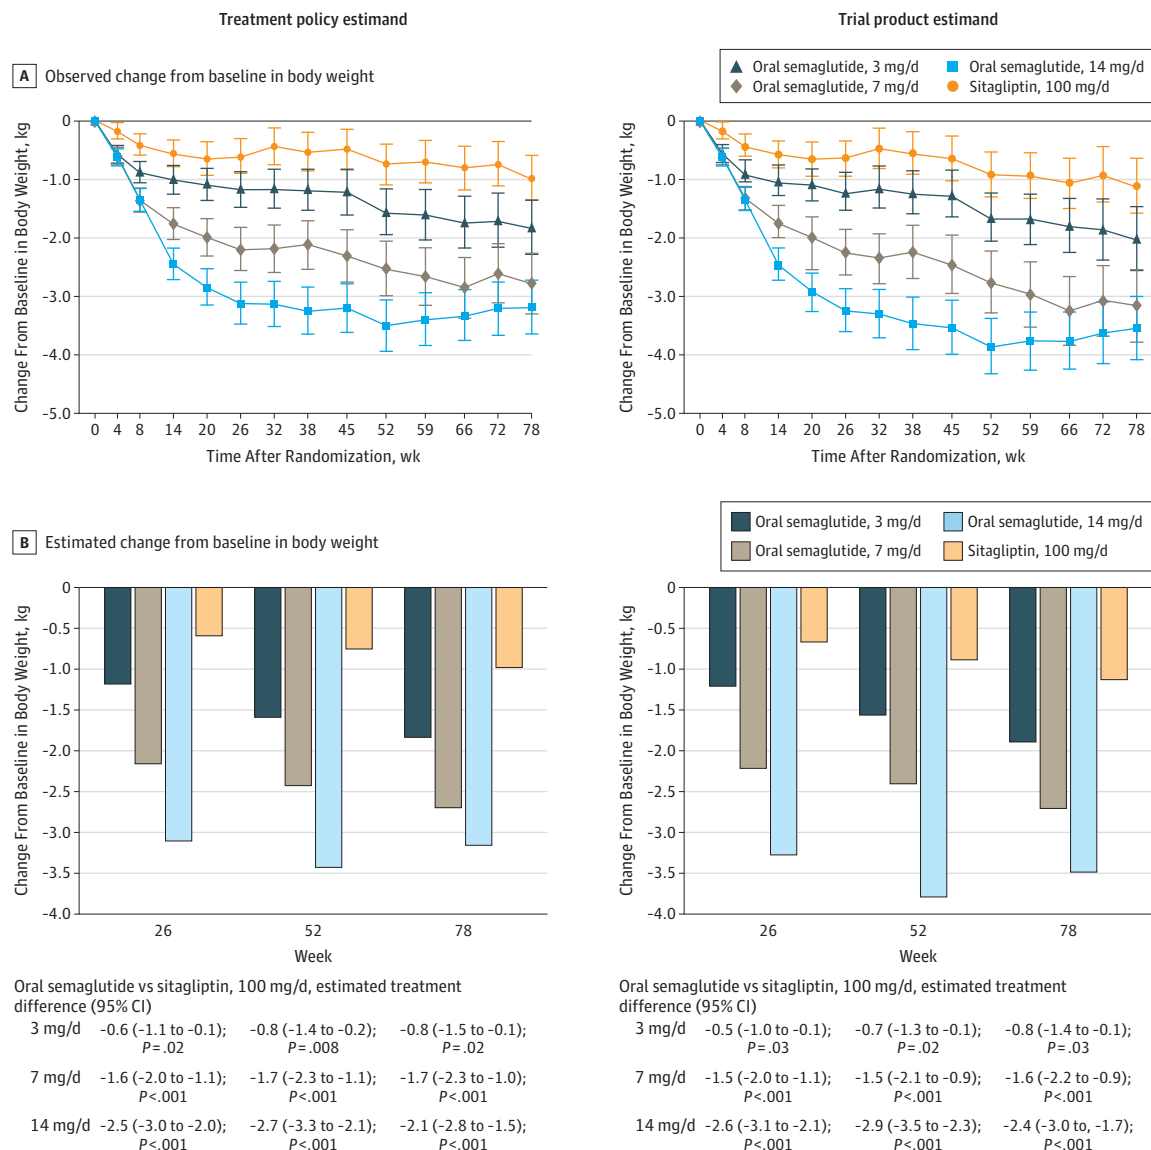 Treatment policy estimand
Trial product estimand
A Observed change from baseline in body weight
Oral semaglutide, 3 mg/d
Oral semaglutide, 14 mg/d
Oral semaglutide, 7 mg/d
Sitagliptin, 100 mg/d
Change From Baseline in Body Weight, kg
0
-1.0
-2.0
-3.0
-4.0
-5.0
0 4 8 14 20 26 32 38 45 52 59 66 72 78
Time After Randomization, wk
Change From Baseline in Body Weight, kg
0
-1.0
-2.0
-3.0
-4.0
-5.0
0 4 8 14 20 26 32 38 45 52 59 66 72 78
Time After Randomization, wk
B Estimated change from baseline in body weight
Oral semaglutide, 3 mg/d
Oral semaglutide, 14 mg/d
Oral semaglutide, 7 mg/d
Sitagliptin, 100 mg/d
Change From Baseline in Body Weight, kg
0
-0.5
-1.0
-1.5
-2.0
-2.5
-3.0
-3.5
-4.0
26 52 78
Week
Change From Baseline in Body Weight, kg
0
-0.5
-1.0
-1.5
-2.0
-2.5
-3.0
-3.5
-4.0
26 52 78
Week
Oral semaglutide vs sitagliptin, 100 mg/d, estimated treatment
difference (95% CI)
3 mg/d -0.6 (-1.1 to -0.1); -0.8 (-1.4 to -0.2); -0.8 (-1.5 to -0.1);
P=.02 P=.008 P=.02
7 mg/d -1.6 (-2.0 to -1.1); -1.7 (-2.3 to -1.1); -1.7 (-2.3 to -1.0);
P<.001 P<.001 P<.001
14 mg/d -2.5 (-3.0 to -2.0); -2.7 (-3.3 to -2.1); -2.1 (-2.8 to -1.5);
P<.001 P<.001 P<.001
Oral semaglutide vs sitagliptin, 100 mg/d, estimated treatment
difference (95% CI)
3 mg/d -0.5 (-1.0 to -0.1); -0.7 (-1.3 to -0.1); -0.8 (-1.4 to -0.1);
P=.03 P=.02 P=.03
7 mg/d -1.5 (-2.0 to -1.1); -1.5 (-2.1 to -0.9); -1.6 (-2.2 to -0.9);
P<.001 P<.001 P<.001
14 mg/d -2.6 (-3.1 to -2.1); -2.9 (-3.5 to -2.3); -2.4 (-3.0 to, -1.7);
P<.001 P<.001 P<.001